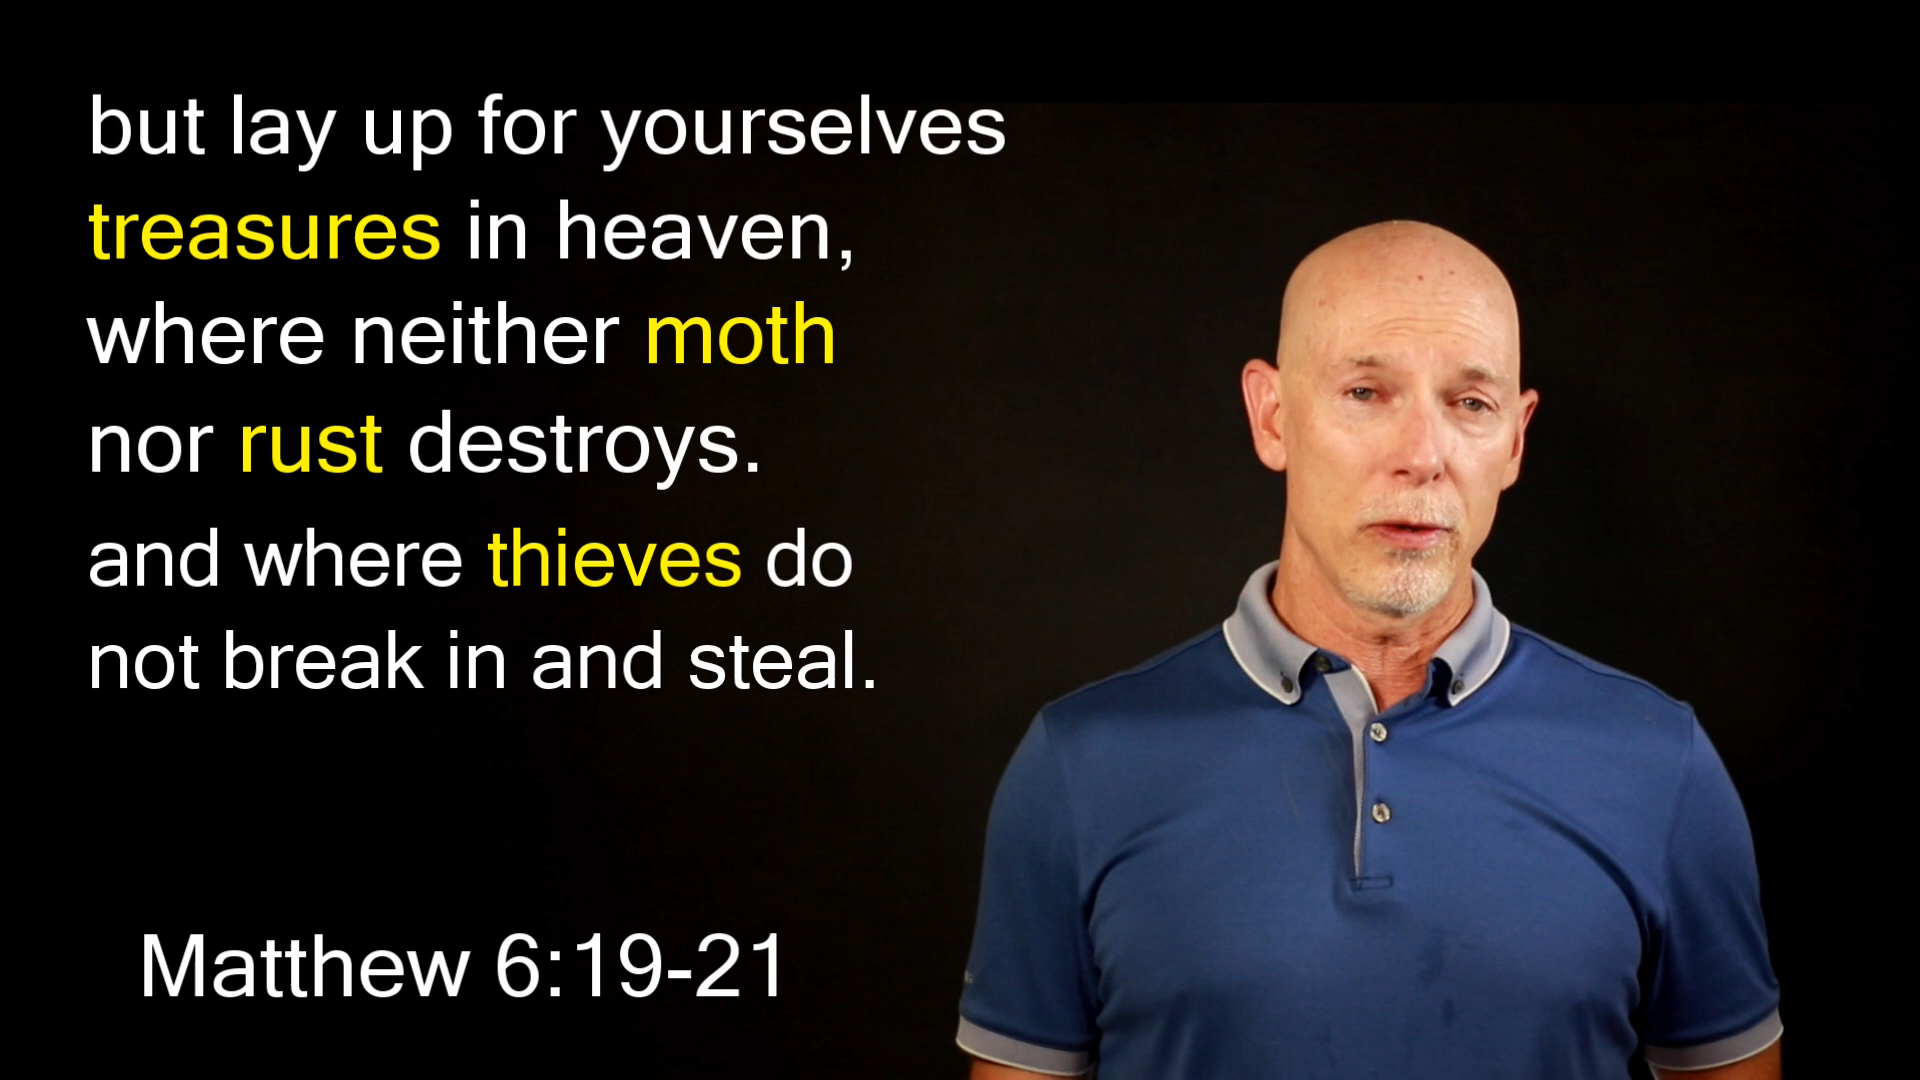 but lay up for yourselves
treasures in heaven,
where neither moth
nor rust destroys.
and where thieves do
not break in and steal.
Matthew 6:19-21